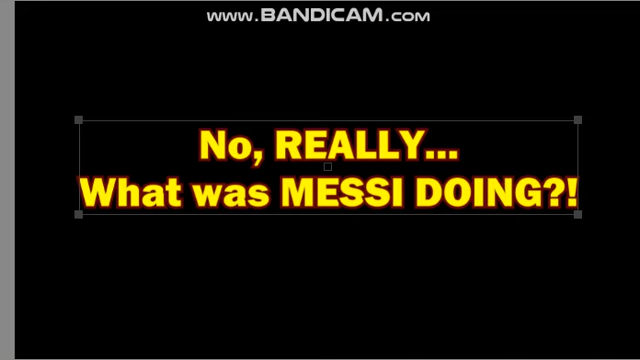 www.BANDICAM.com
No, REALLY...
What was MESSI DOING?!